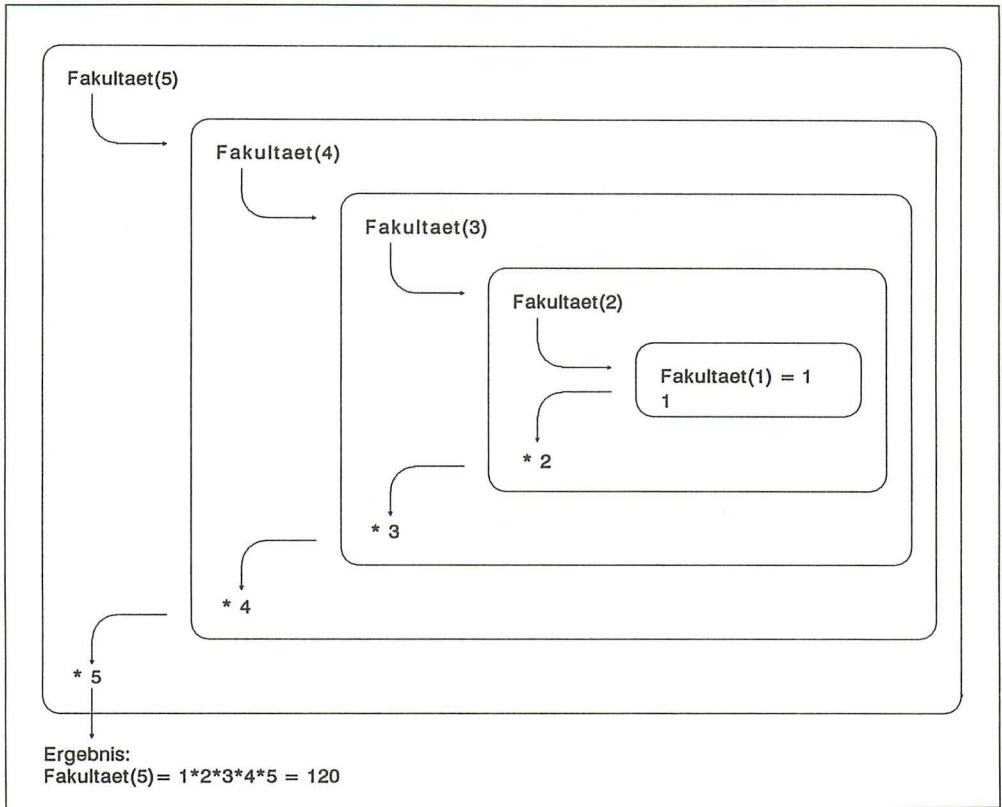 Fakultaet(5)
Fakultaet(4)
Fakultaet(3)
Fakultaet(2)
Fakultaet(1) = 1
1
* 2
* 3
* 4
* 5
Ergebnis:
Fakultaet(5)= 1*2*3*4*5 = 120